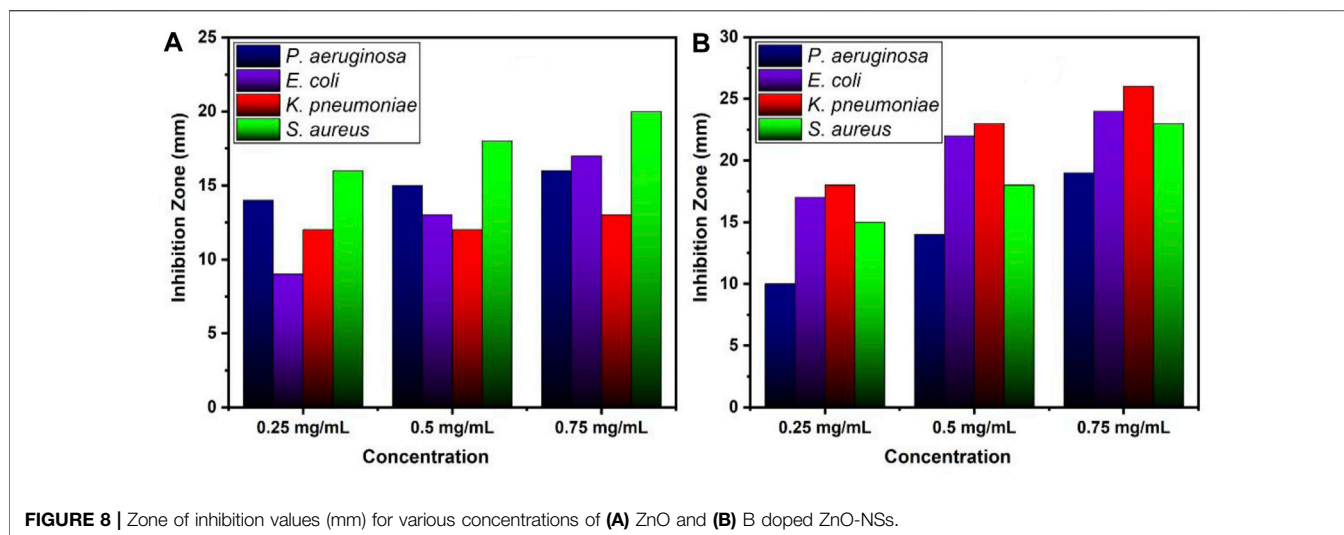 A
25
20
15
10
5
0
Inhibition Zone (mm)
P. aeruginosa
E. coli
K. pneumoniae
S. aureus
0.25 mg/mL
0.5 mg/mL
0.75 mg/mL
Concentration
B
30
25
20
15
10
5
0
Inhibition Zone (mm)
P. aeruginosa
E. coli
K. pneumoniae
S. aureus
0.25 mg/mL
0.5 mg/mL
0.75 mg/mL
Concentration
FIGURE 8 | Zone of inhibition values (mm) for various concentrations of (A) ZnO and (B) B doped ZnO-NSs.